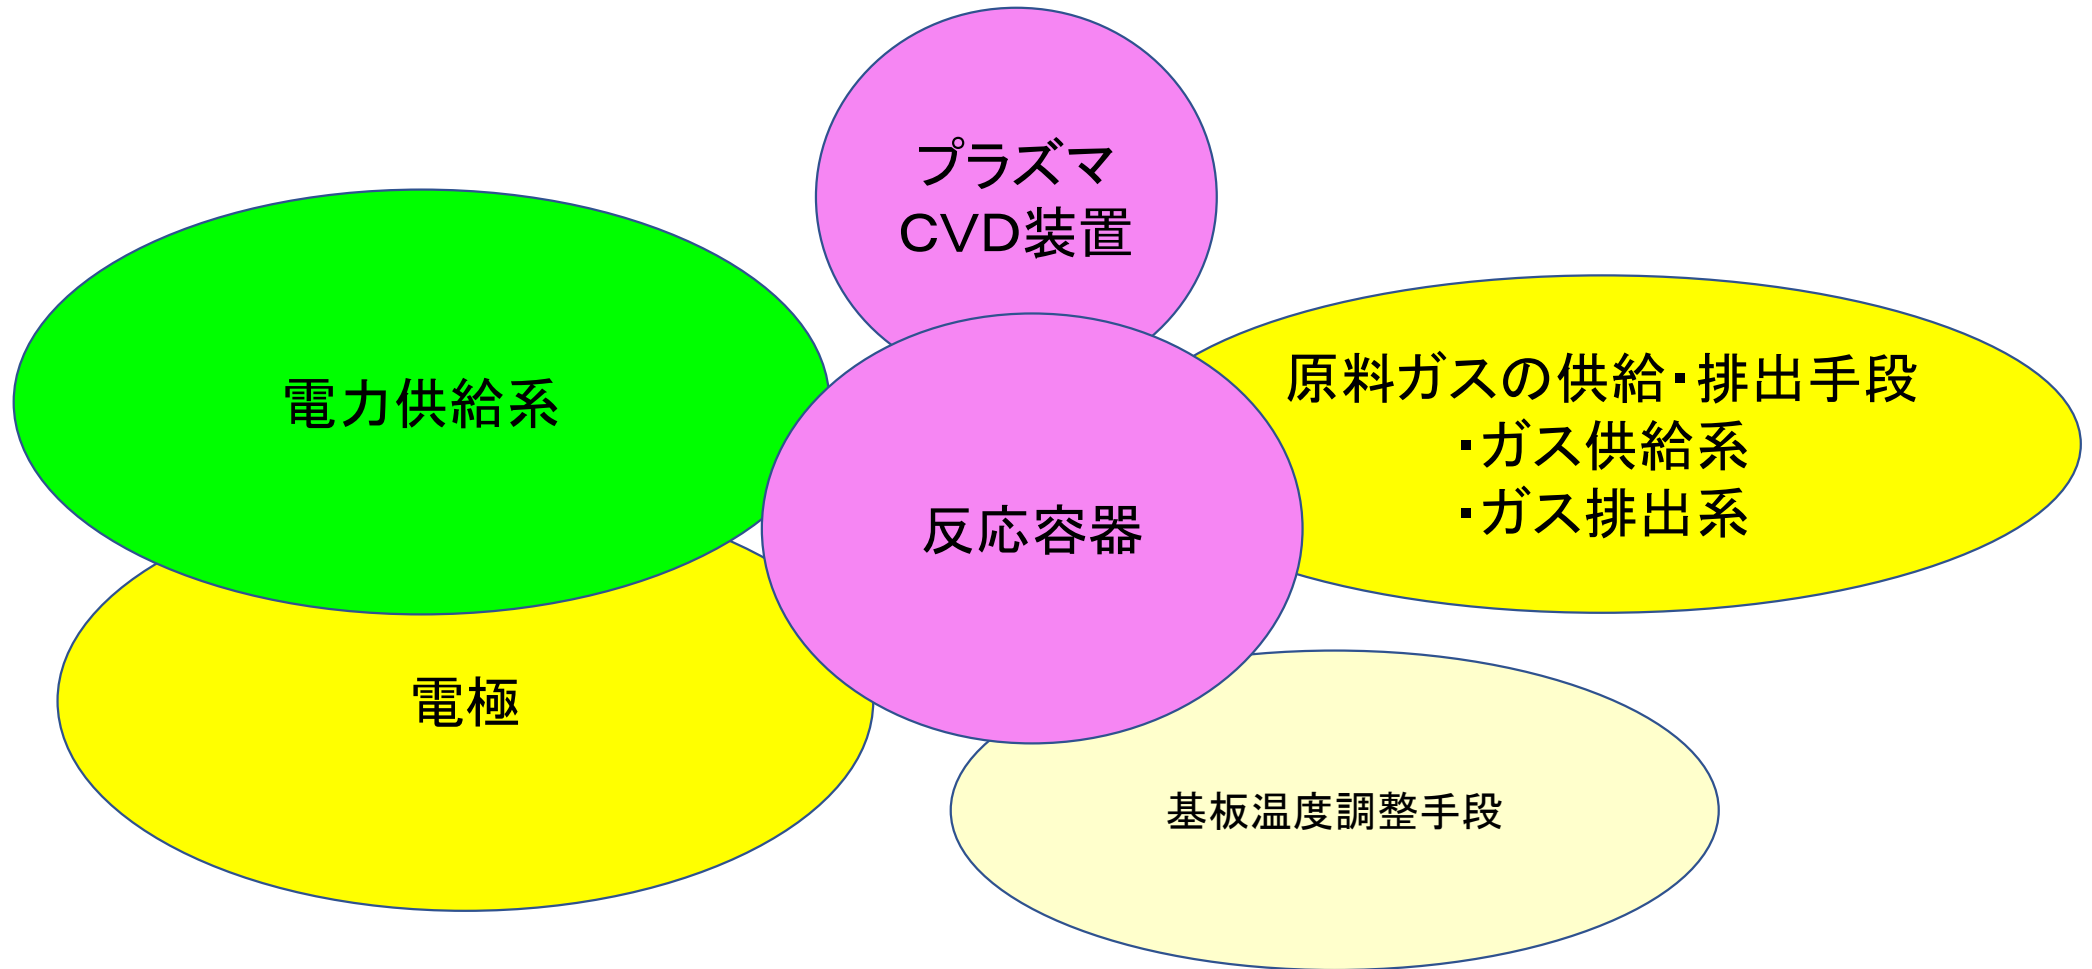 プラズマ
CVD装置
電力供給系
原料ガスの供給・排出手段
・ガス供給系
・ガス排出系
反応容器
電極
基板温度調整手段